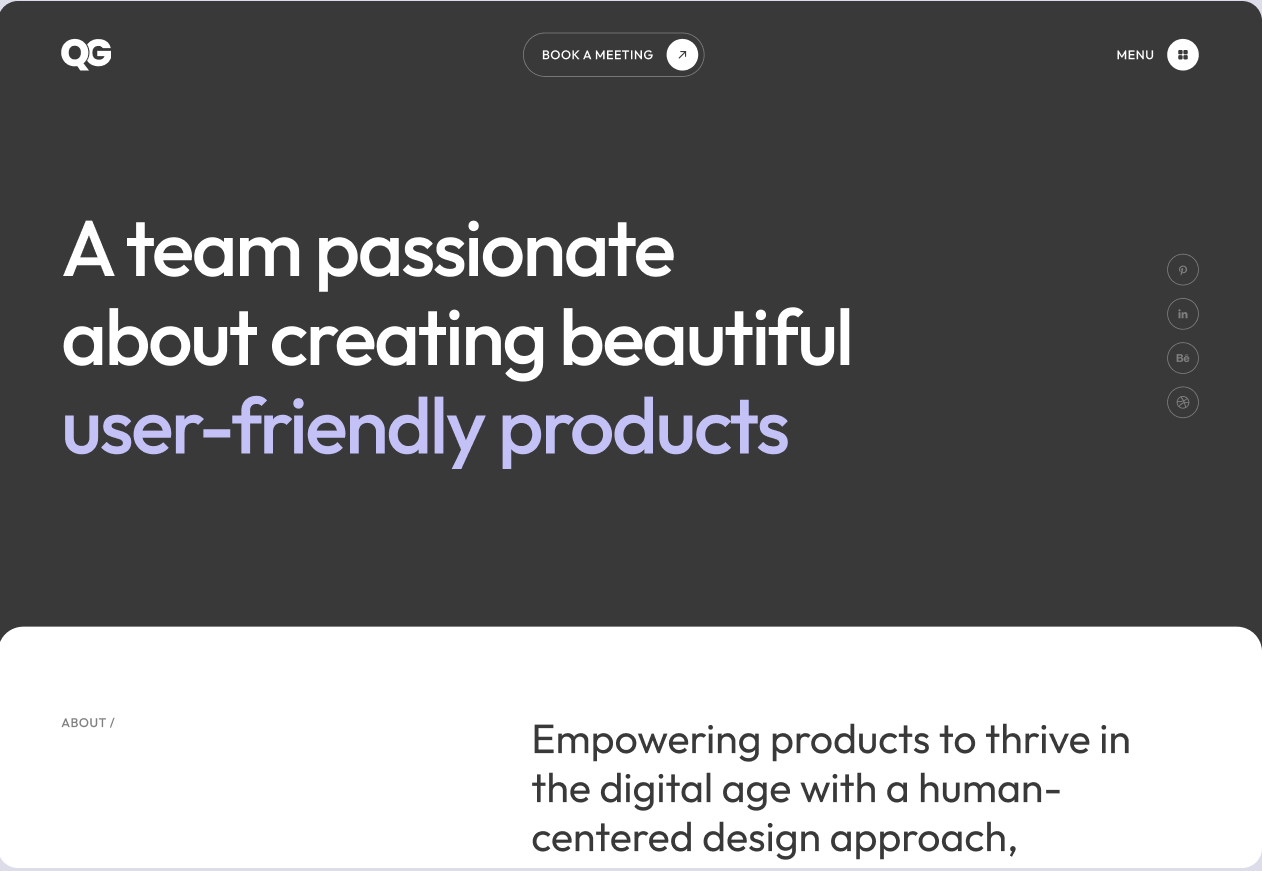 QG
BOOK A MEETING
MENU
A team passionate
about creating beautiful
user-friendly products
in
Bē
ABOUT /
Empowering products to thrive in
the digital age with a human-
centered design approach,